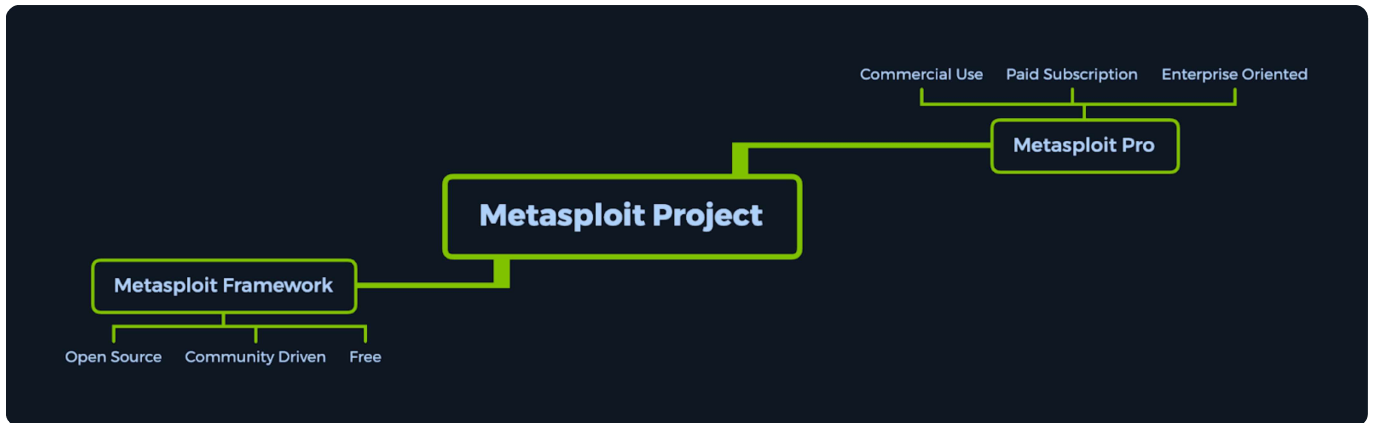 Commercial Use Paid Subscription Enterprise Oriented
Metasploit Pro
Metasploit Project
Metasploit Framework
Open Source Community Driven Free